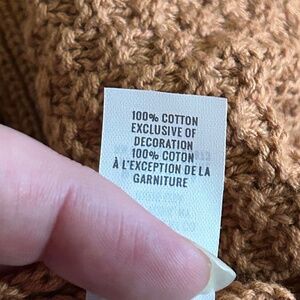 100% COTTON
EXCLUSIVE OF
DECORATION
100% COTON
À L'EXCEPTION DE LA
GARNITURE